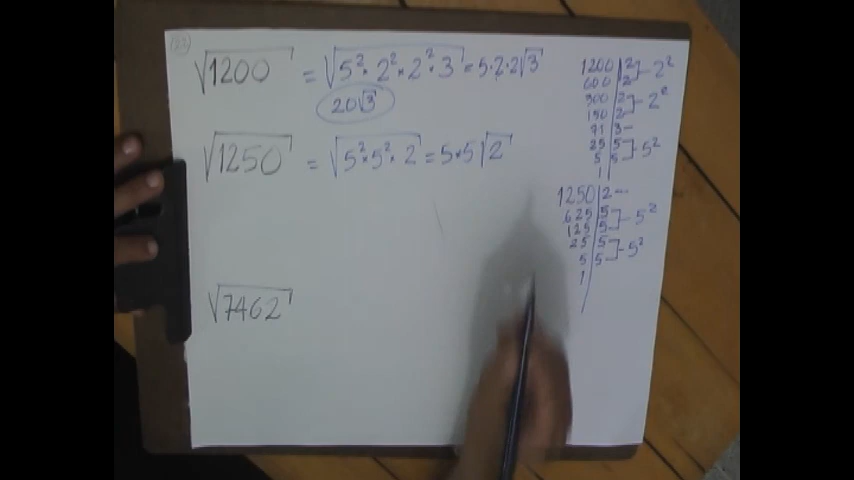 √1200 = √5²×2²×2²·3 = 5·2·2√3
20√3
√1250 = √5²×5²·2 = 5×5√2
√7462
1200 | 2
600 | 2 - 2²
300 | 2
150 | 2 - 2²
71 | 3 -
25 | 5
5 | 5 - 5²
1
1250 | 2 --
625 | 5
125 | 5 - 5²
25 | 5
5 | 5 - 5²
1